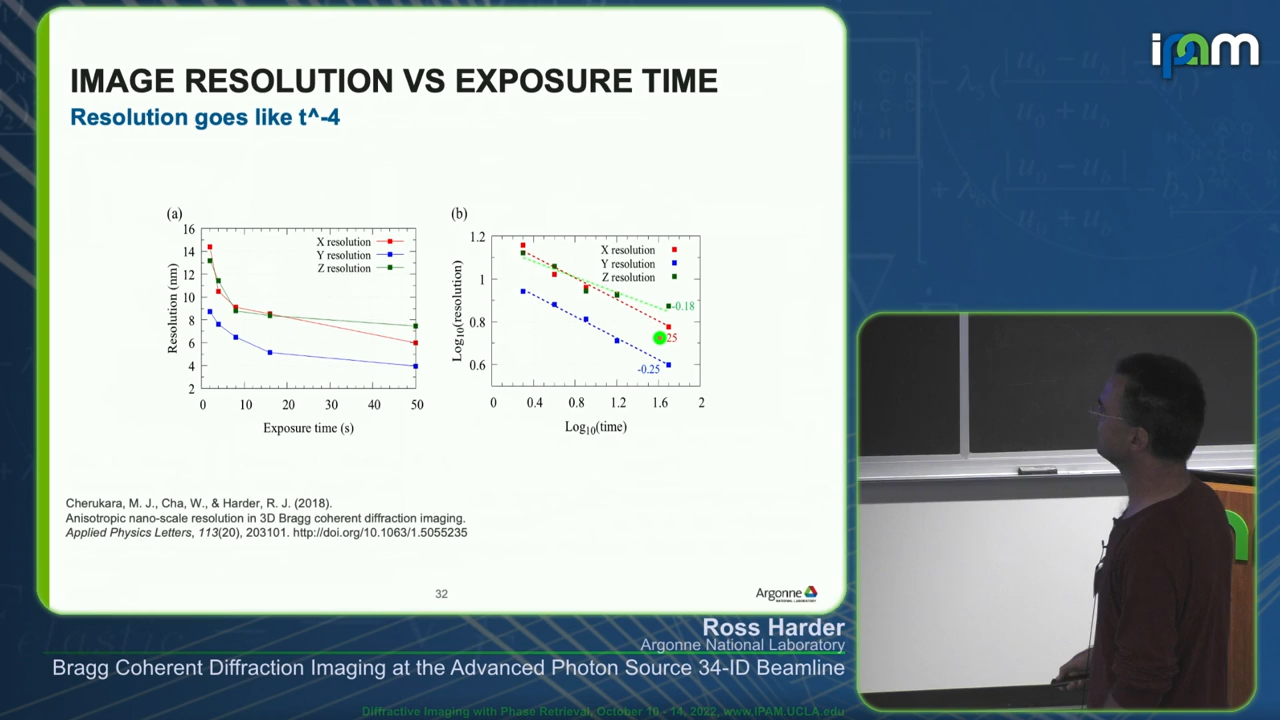 ipam
IMAGE RESOLUTION VS EXPOSURE TIME
Resolution goes like t^-4
(a)
16
14
12
10
8
6
4
2
Resolution (nm)
X resolution
Y resolution
Z resolution
0 10 20 30 40 50
Exposure time (s)
(b)
1.2
1
0.8
0.6
Log10(resolution)
X resolution
Y resolution
Z resolution
-0.18
25
-0.25
0 0.4 0.8 1.2 1.6 2
Log10(time)
Cherukara, M. J., Cha, W., & Harder, R. J. (2018).
Anisotropic nano-scale resolution in 3D Bragg coherent diffraction imaging.
Applied Physics Letters, 113(20), 203101. http://doi.org/10.1063/1.5055235
32
Argonne
NATIONAL LABORATORY
Ross Harder
Argonne National Laboratory
Bragg Coherent Diffraction Imaging at the Advanced Photon Source 34-ID Beamline
Diffractive Imaging with Phase Retrieval, October 10 - 14, 2022, www.IPAM.UCLA.edu